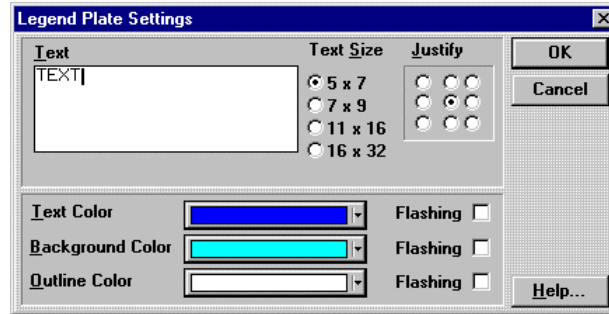 Legend Plate Settings
Text
Text Size
Justify
OK
TEXT
5 x 7
Cancel
7 x 9
11 x 16
16 x 32
Text Color
Flashing
Background Color
Flashing
Outline Color
Flashing
Help...